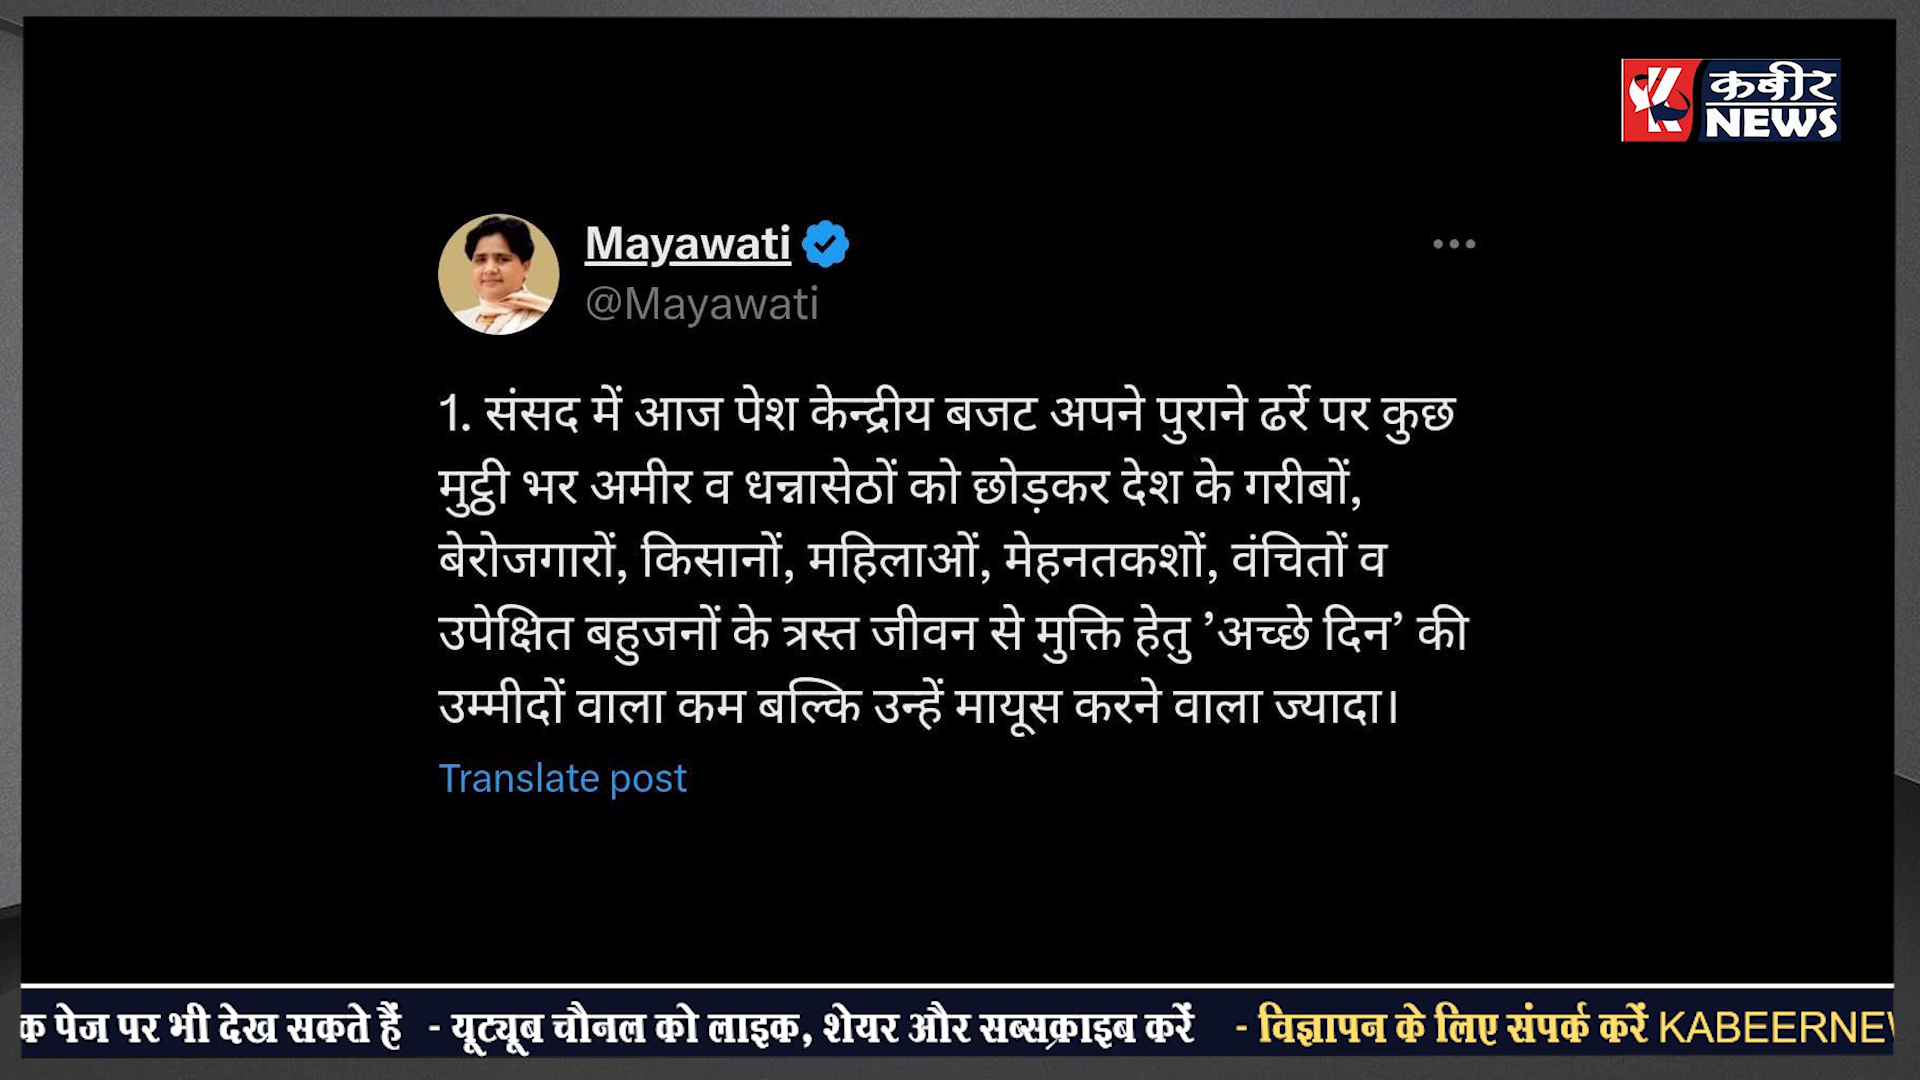 कबीर
NEWS
Mayawati
@Mayawati
1. संसद में आज पेश केन्द्रीय बजट अपने पुराने ढर्रे पर कुछ
मुट्ठी भर अमीर व धन्नासेठों को छोड़कर देश के गरीबों,
बेरोजगारों, किसानों, महिलाओं, मेहनतकशों, वंचितों व
उपेक्षित बहुजनों के त्रस्त जीवन से मुक्ति हेतु ’अच्छे दिन’ की
उम्मीदों वाला कम बल्कि उन्हें मायूस करने वाला ज्यादा।
Translate post
क पेज पर भी देख सकते हैं - यूट्यूब चौनल को लाइक, शेयर और सब्सक्राइब करें - विज्ञापन के लिए संपर्क करें KABEERNEW